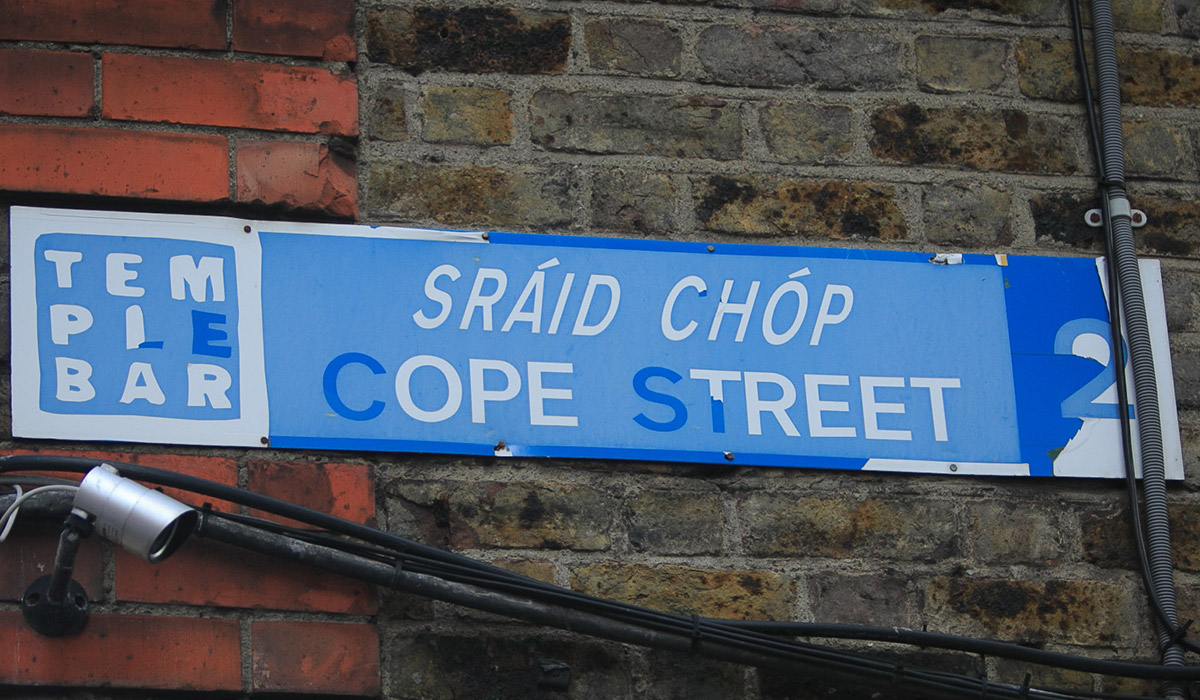 TEM
PLE
BAR
SRÁID CHÓP
COPE STREET
2